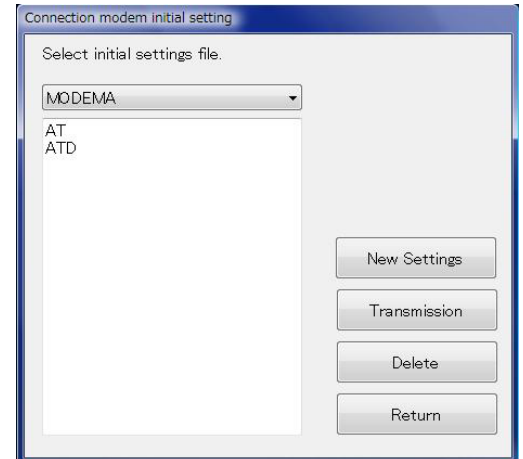 Connection modem initial setting
Select initial settings file.
MODEMA
AT
ATD
New Settings
Transmission
Delete
Return